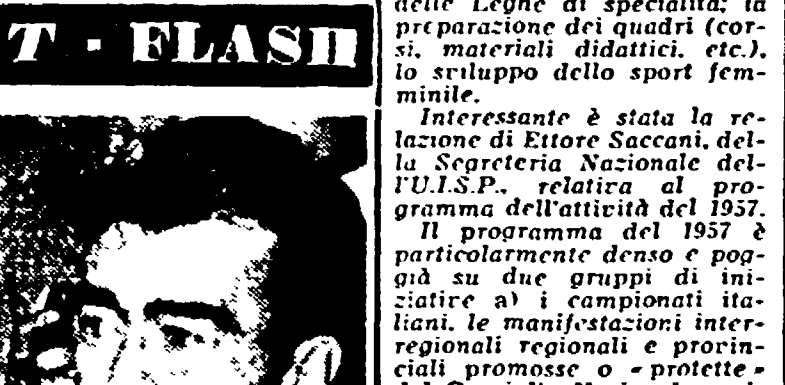 T - FLASH
delle Leghe di specialità; la
preparazione dei quadri (cor-
si, materiali didattici, etc.),
lo sviluppo dello sport fem-
minile.
Interessante è stata la re-
lazione di Ettore Saccani, del-
la Segreteria Nazionale del-
l'U.I.S.P., relativa al pro-
gramma dell'attività del 1957.
Il programma del 1957 è
particolarmente denso e pog-
già su due gruppi di ini-
ziative a) i campionati ita-
liani, le manifestazioni inter-
regionali regionali e provin-
ciali promosse o « protette »